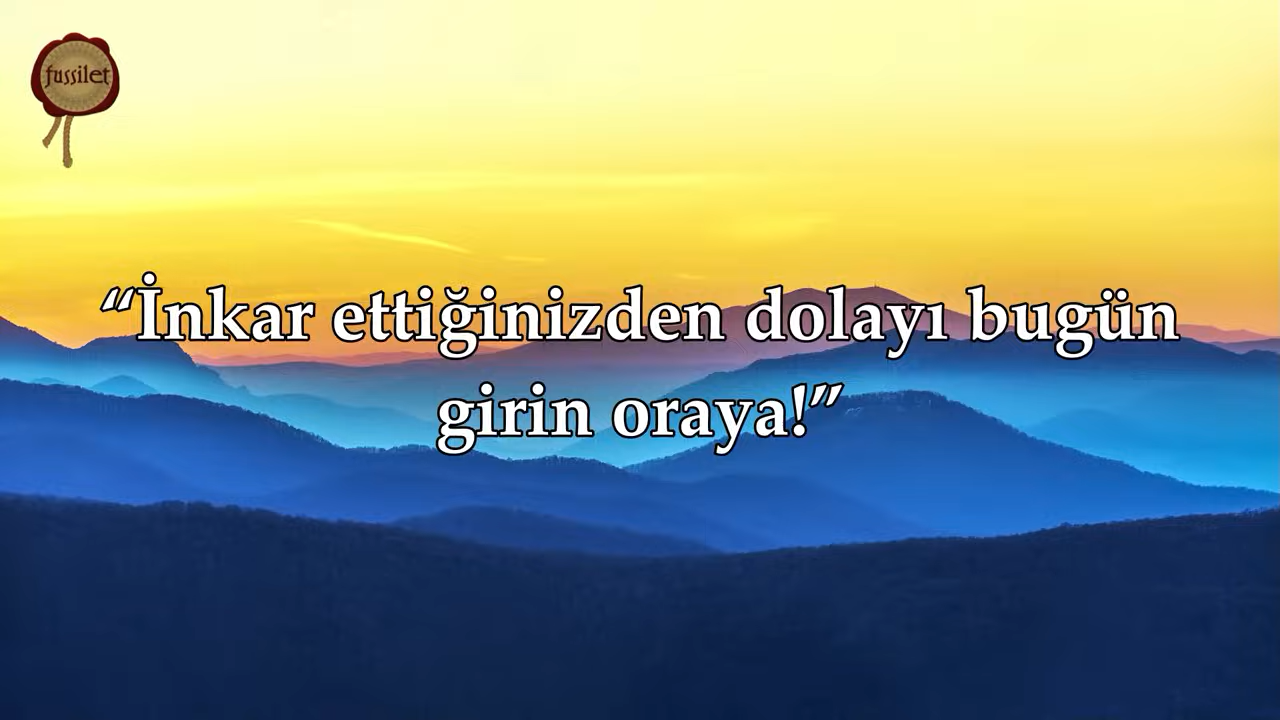 fussilet
“İnkar ettiğinizden dolayı bugün
girin oraya!”